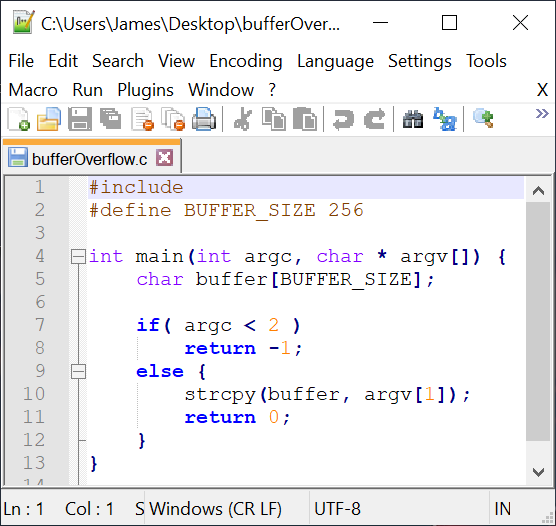 C:\Users\James\Desktop\bufferOver...
File Edit Search View Encoding Language Settings Tools
Macro Run Plugins Window ? X
bufferOverflow.c
1 #include
2 #define BUFFER_SIZE 256
3
4 int main(int argc, char * argv[]) {
5 char buffer[BUFFER_SIZE];
6
7 if( argc < 2 )
8 return -1;
9 else {
10 strcpy(buffer, argv[1]);
11 return 0;
12 }
13 }
14
Ln : 1 Col : 1 S Windows (CR LF) UTF-8 IN